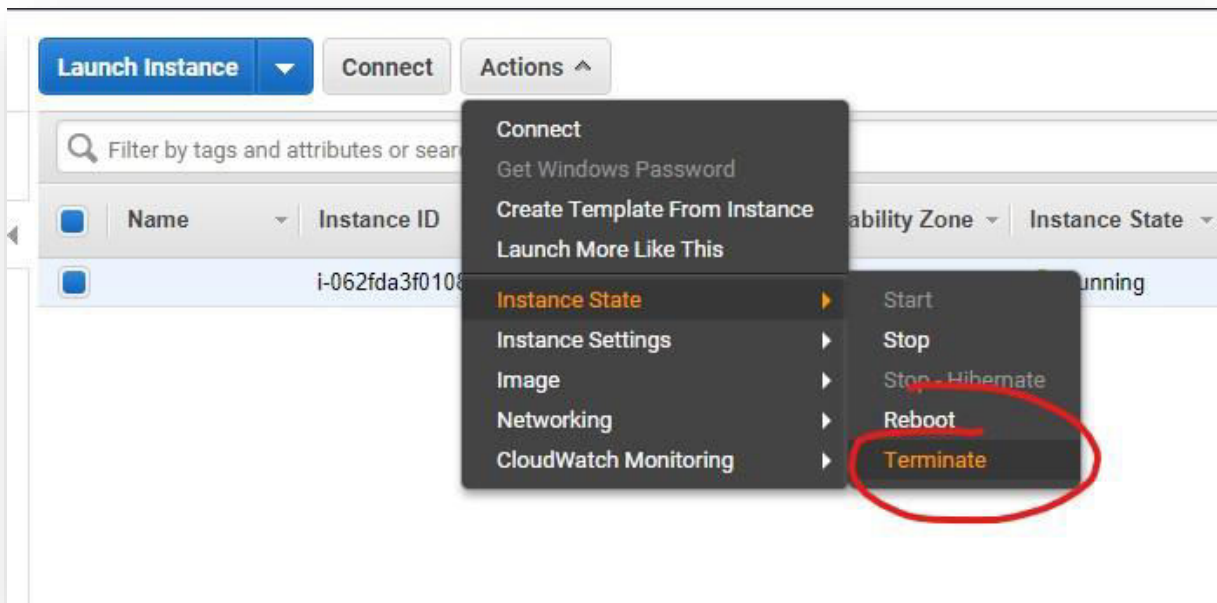 Launch Instance Connect Actions
Filter by tags and attributes or sear
Name Instance ID ability Zone Instance State
i-062fda3f0108 unning
Connect
Get Windows Password
Create Template From Instance
Launch More Like This
Instance State
Instance Settings
Image
Networking
CloudWatch Monitoring
Start
Stop
Stop - Hibernate
Reboot
Terminate